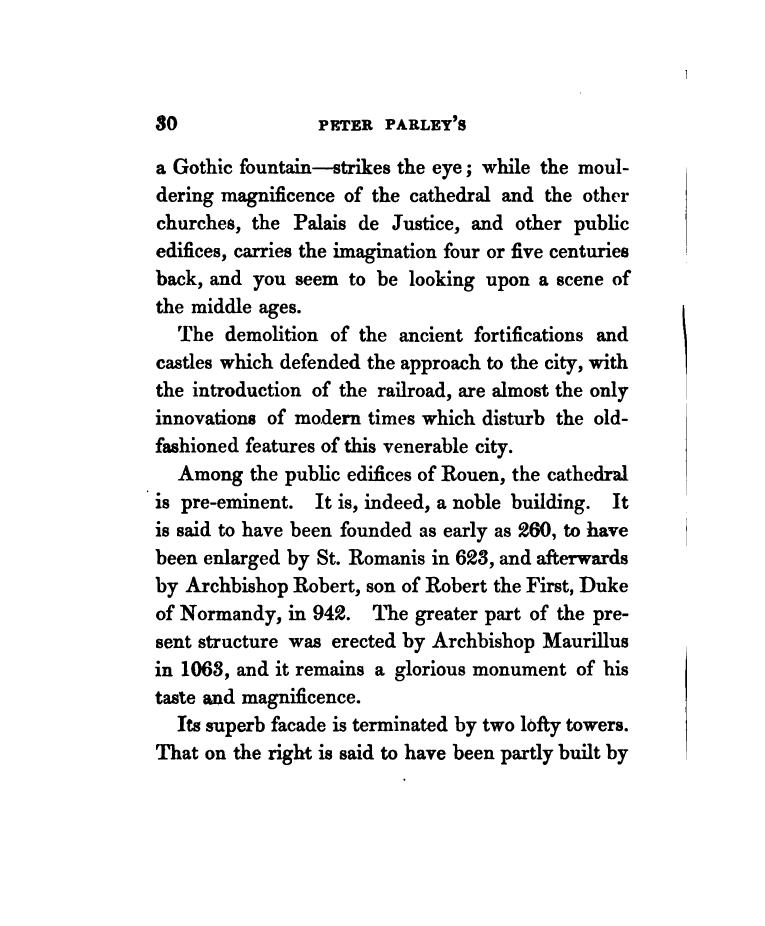 30 PETER PARLEY'S
a Gothic fountain—strikes the eye; while the moul-
dering magnificence of the cathedral and the other
churches, the Palais de Justice, and other public
edifices, carries the imagination four or five centuries
back, and you seem to be looking upon a scene of
the middle ages.
The demolition of the ancient fortifications and
castles which defended the approach to the city, with
the introduction of the railroad, are almost the only
innovations of modern times which disturb the old-
fashioned features of this venerable city.
Among the public edifices of Rouen, the cathedral
is pre-eminent. It is, indeed, a noble building. It
is said to have been founded as early as 260, to have
been enlarged by St. Romanis in 623, and afterwards
by Archbishop Robert, son of Robert the First, Duke
of Normandy, in 942. The greater part of the pre-
sent structure was erected by Archbishop Maurillus
in 1063, and it remains a glorious monument of his
taste and magnificence.
Its superb facade is terminated by two lofty towers.
That on the right is said to have been partly built by